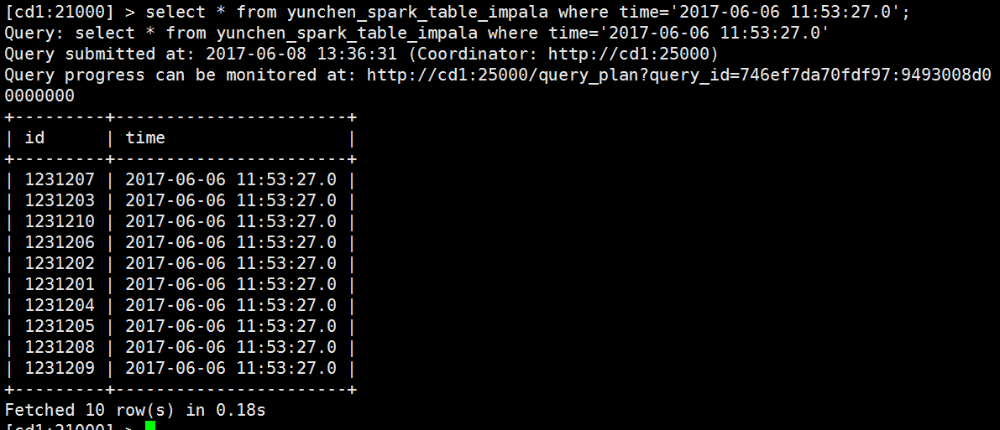 [cd1:21000] > select * from yunchen_spark_table_impala where time='2017-06-06 11:53:27.0';
Query: select * from yunchen_spark_table_impala where time='2017-06-06 11:53:27.0'
Query submitted at: 2017-06-08 13:36:31 (Coordinator: http://cd1:25000)
Query progress can be monitored at: http://cd1:25000/query_plan?query_id=746ef7da70fdf97:9493008d0
0000000
+---------+-----------------------+
| id      | time                  |
+---------+-----------------------+
| 1231207 | 2017-06-06 11:53:27.0 |
| 1231203 | 2017-06-06 11:53:27.0 |
| 1231210 | 2017-06-06 11:53:27.0 |
| 1231206 | 2017-06-06 11:53:27.0 |
| 1231202 | 2017-06-06 11:53:27.0 |
| 1231201 | 2017-06-06 11:53:27.0 |
| 1231204 | 2017-06-06 11:53:27.0 |
| 1231205 | 2017-06-06 11:53:27.0 |
| 1231208 | 2017-06-06 11:53:27.0 |
| 1231209 | 2017-06-06 11:53:27.0 |
+---------+-----------------------+
Fetched 10 row(s) in 0.18s
[cd1:21000] >